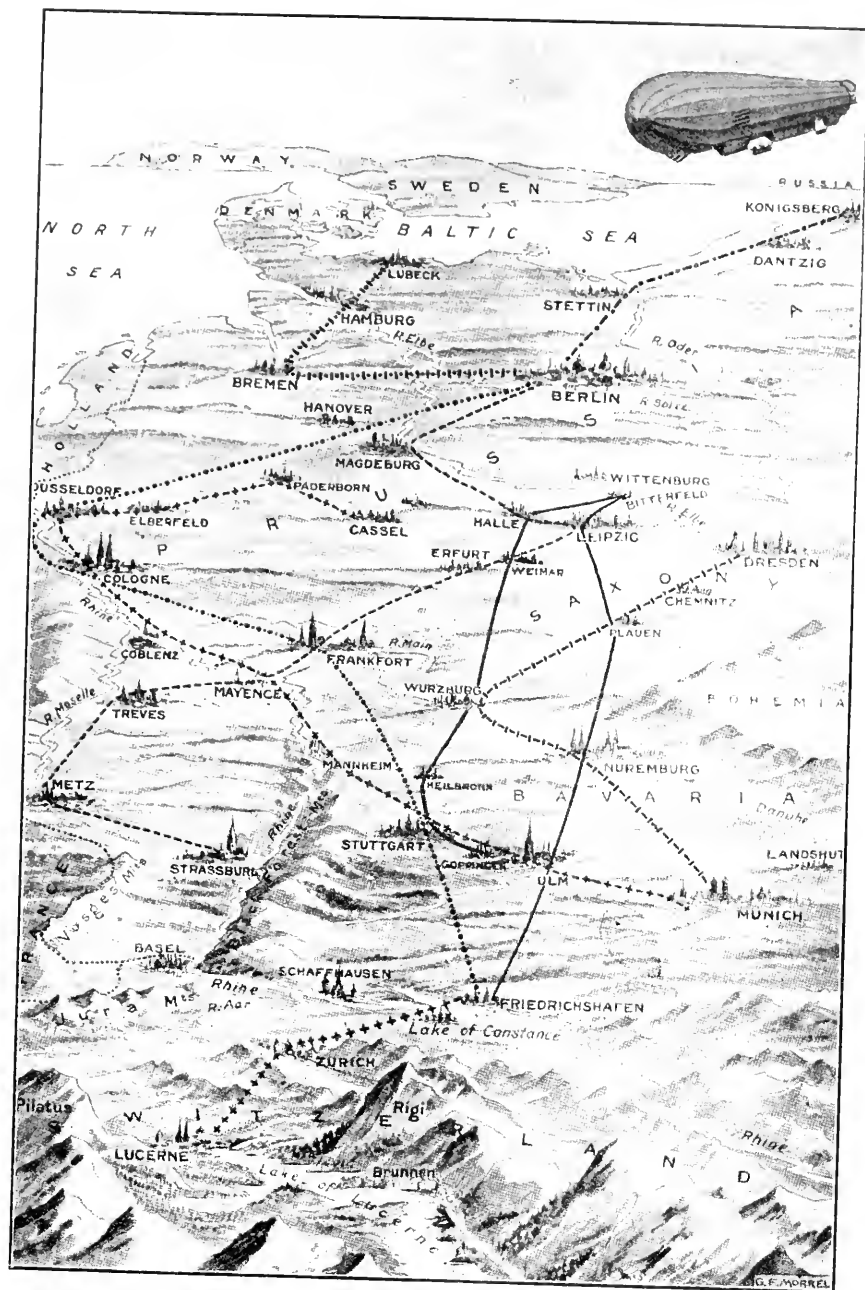 NORWAY
SWEDEN
RUSSIA
DENMARK
KONIGSBERG
NORTH
SEA
BALTIC SEA
DANTZIG
LUBECK
STETTIN
HAMBURG
R.Elbe
R. Oder
HOLLAND
BREMEN
BERLIN
R. Spree
HANOVER
MAGDEBURG
PRUSSIA
WITTENBURG
BITTERFELD
R. Elbe
DUSSELDORF
PADERBORN
ELBERFELD
CASSEL
HALLE
LEIPZIG
ERFURT
WEIMAR
DRESDEN
COLOGNE
SAXONY
CHEMNITZ
Rhine
PLAUEN
COBLENZ
R.Main
FRANKFORT
R.Moselle
MAYENCE
WURZBURG
BOHEMIA
TREVES
MANNHEIM
NUREMBURG
METZ
HEILBRONN
BAVARIA
Rhine
Danube
Black Forest Mts
STUTTGART
GOPPINGEN
LANDSHUT
STRASSBURG
ULM
FRANCE
Vosges Mts
MUNICH
BASEL
SCHAFFHAUSEN
Rhine
R.Aar
Jura Mts
FRIEDRICHSHAFEN
Lake of Constance
ZURICH
Pilatus
Rigi
SWITZERLAND
Rhine
LUCERNE
Brunnen
Lake of Lucerne
G.F.MORRELL